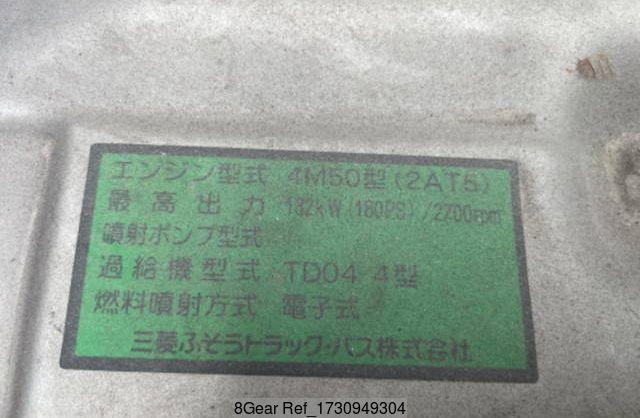 エンジン型式 4M50型(2AT5)
最高出力 132kW(180PS)/2700rpm
噴射ポンプ型式
過給機型式 TD04 4型
燃料噴射方式 電子式
三菱ふそうトラック・バス株式会社
8Gear Ref_1730949304